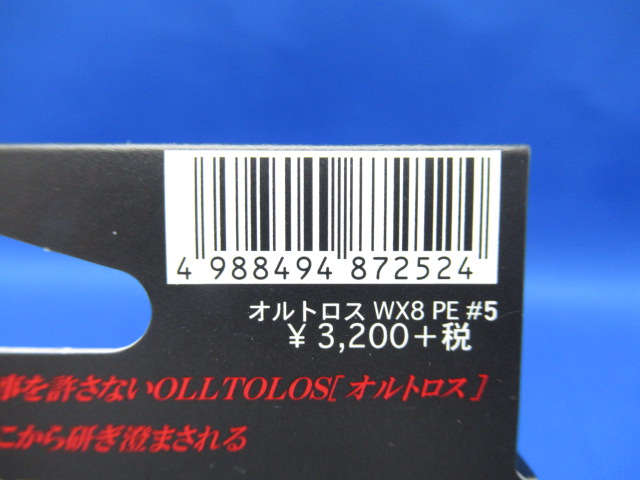 4 988494 872524
オルトロス WX8 PE #5
¥ 3,200+税
事を許さないOLLTOLOS[オルトロス]
こから研ぎ澄まされる